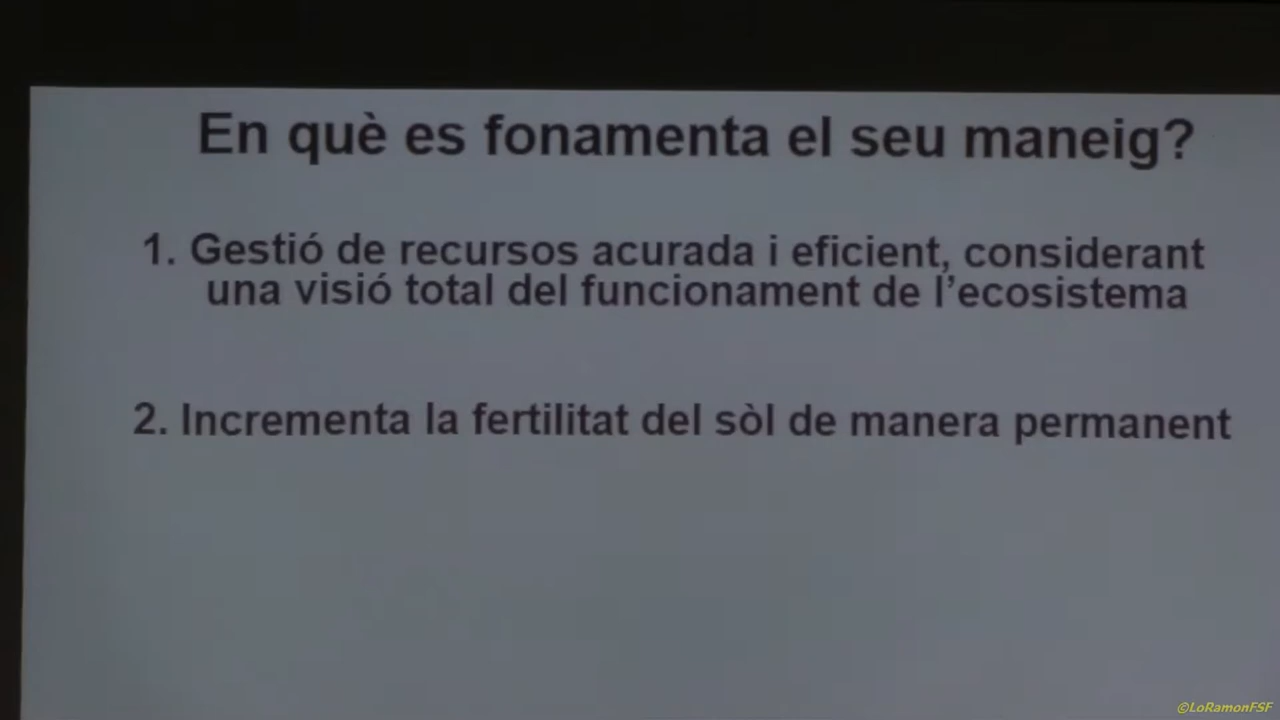 En què es fonamenta el seu maneig?
1. Gestió de recursos acurada i eficient, considerant
una visió total del funcionament de l'ecosistema
2. Incrementa la fertilitat del sòl de manera permanent
©LoRamonFSF